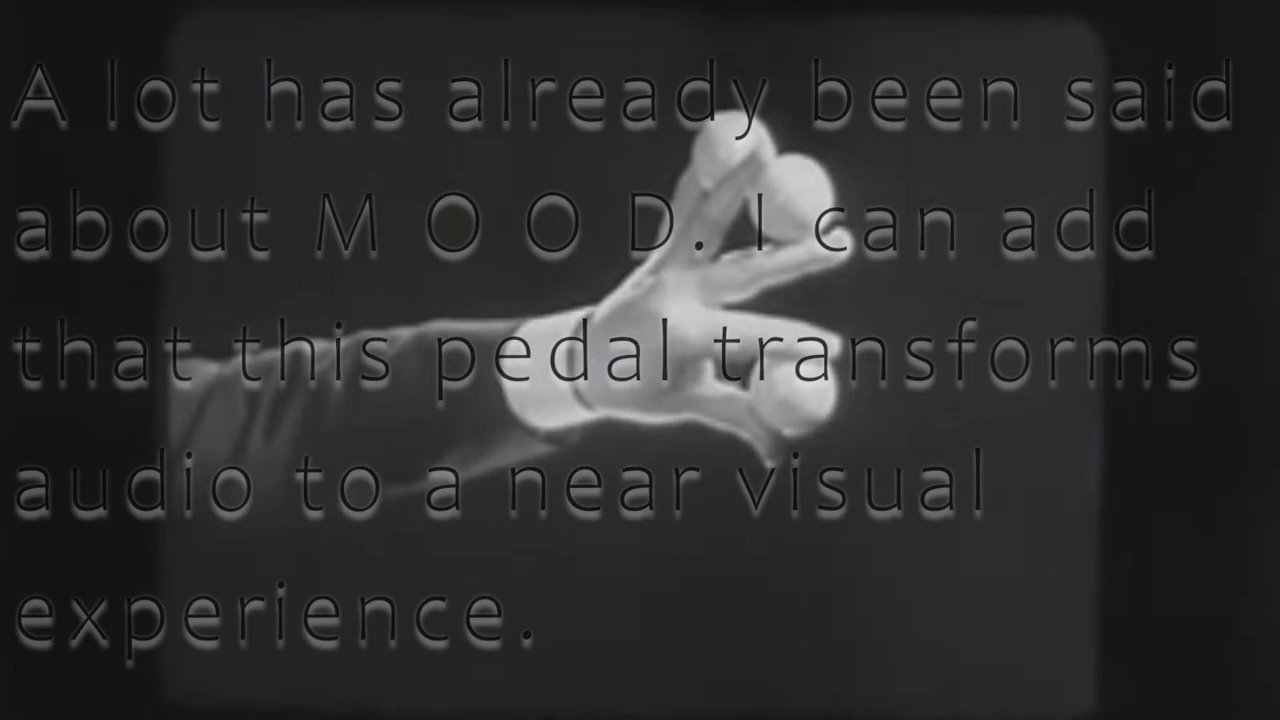 A lot has already been said
about M O O D. I can add
that this pedal transforms
audio to a near visual
experience.